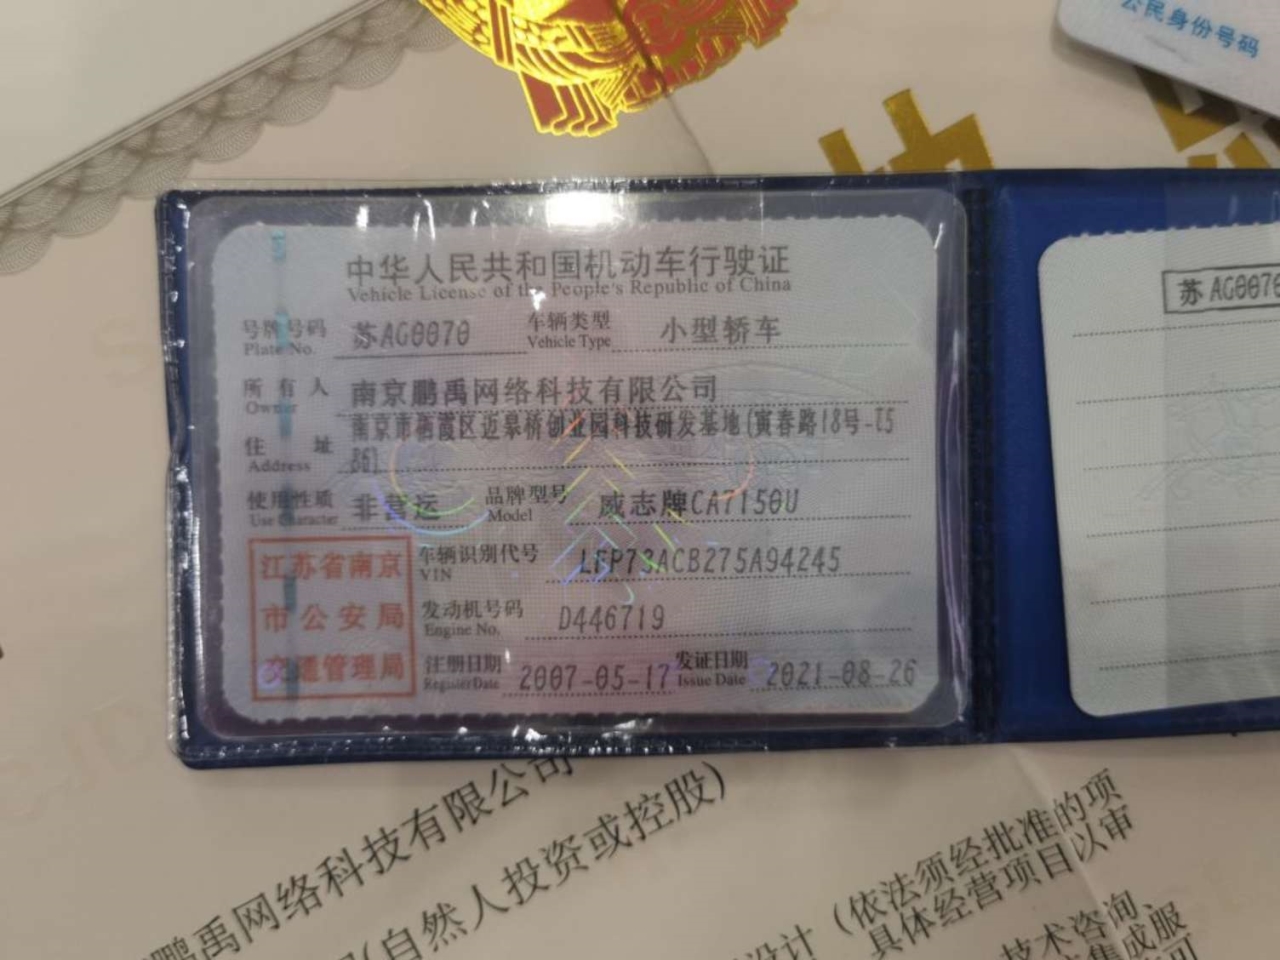 公民身份号码
中华人民共和国机动车行驶证
Vehicle License of the People's Republic of China
号牌号码 苏AG0070 车辆类型 小型轿车
Plate No. Vehicle Type
所有人 南京鹏禹网络科技有限公司
Owner
南京市栖霞区迈皋桥创业园科技研发基地(寅春路18号-
住址
Address
使用性质 非营运 品牌型号 威志牌CA7150U
Use Character Model
江苏省南京
市公安局
交通管理局
车辆识别代号 LFP73ACB275A94245
VIN
发动机号码 D446719
Engine No.
注册日期 2007-05-17 发证日期 2021-08-26
Register Date Issue Date
苏AG0070
鹏禹网络科技有限公司
(自然人投资或控股)
设计(依法须经批准的项
具体经营项目以审
技术咨询、
集成服
可